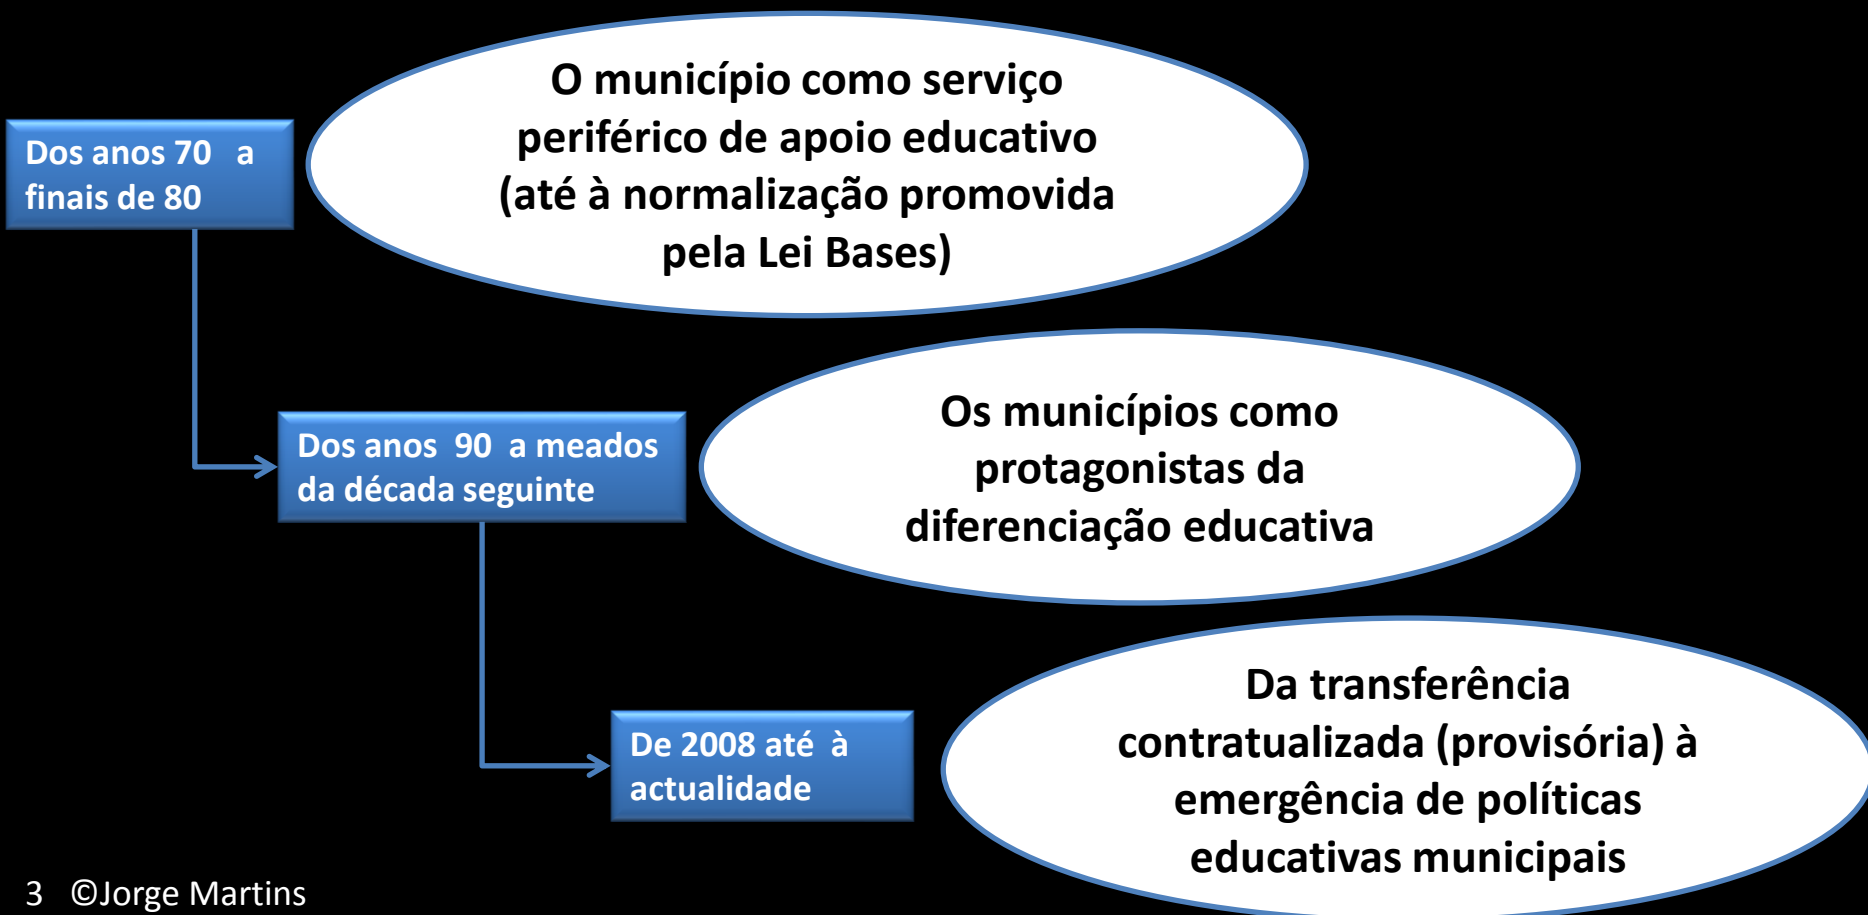 O município como serviço
periférico de apoio educativo
(até à normalização promovida
pela Lei Bases)
Dos anos 70 a
finais de 80
Os municípios como
protagonistas da
diferenciação educativa
Dos anos 90 a meados
da década seguinte
Da transferência
contratualizada (provisória) à
emergência de políticas
educativas municipais
De 2008 até à
actualidade
3 ©Jorge Martins